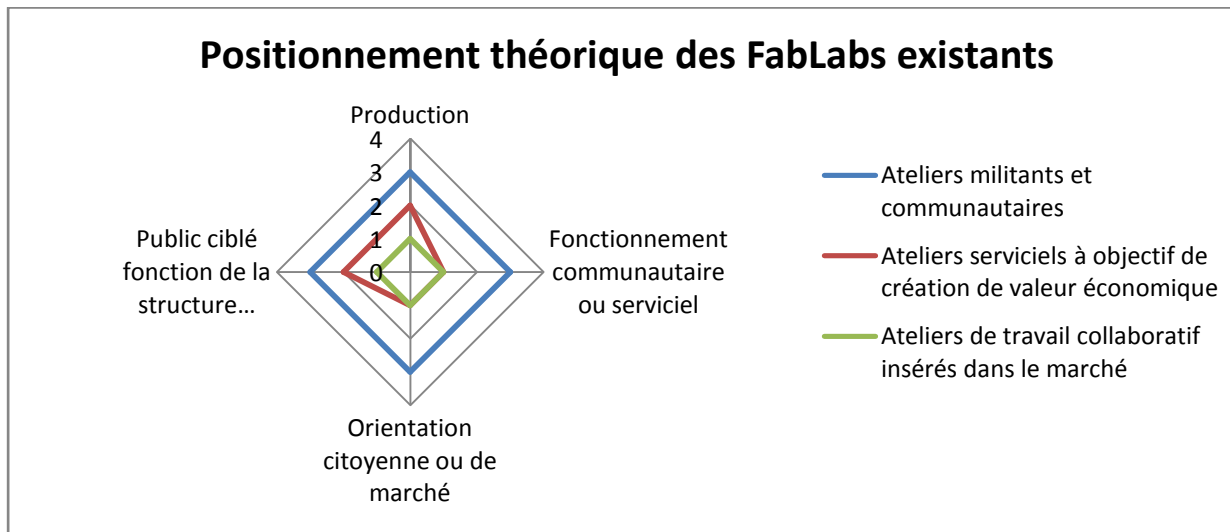 Positionnement théorique des FabLabs existants
Production
4
3
2
1
0
Fonctionnement
communautaire
ou serviciel
Orientation
citoyenne ou de
marché
Public ciblé
fonction de la
structure…
Ateliers militants et
communautaires
Ateliers serviciels à objectif de
création de valeur économique
Ateliers de travail collaboratif
insérés dans le marché